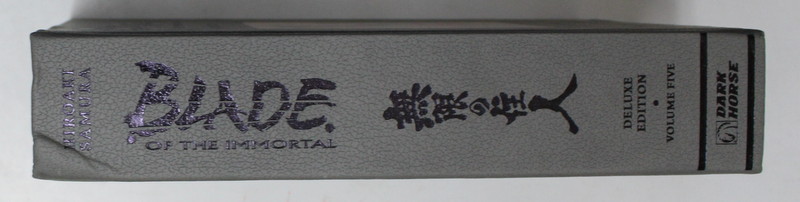 HIROAKI
SAMURA
BLADE
OF THE IMMORTAL
無限の住人
DELUXE
EDITION
•
VOLUME FIVE
DARK
HORSE